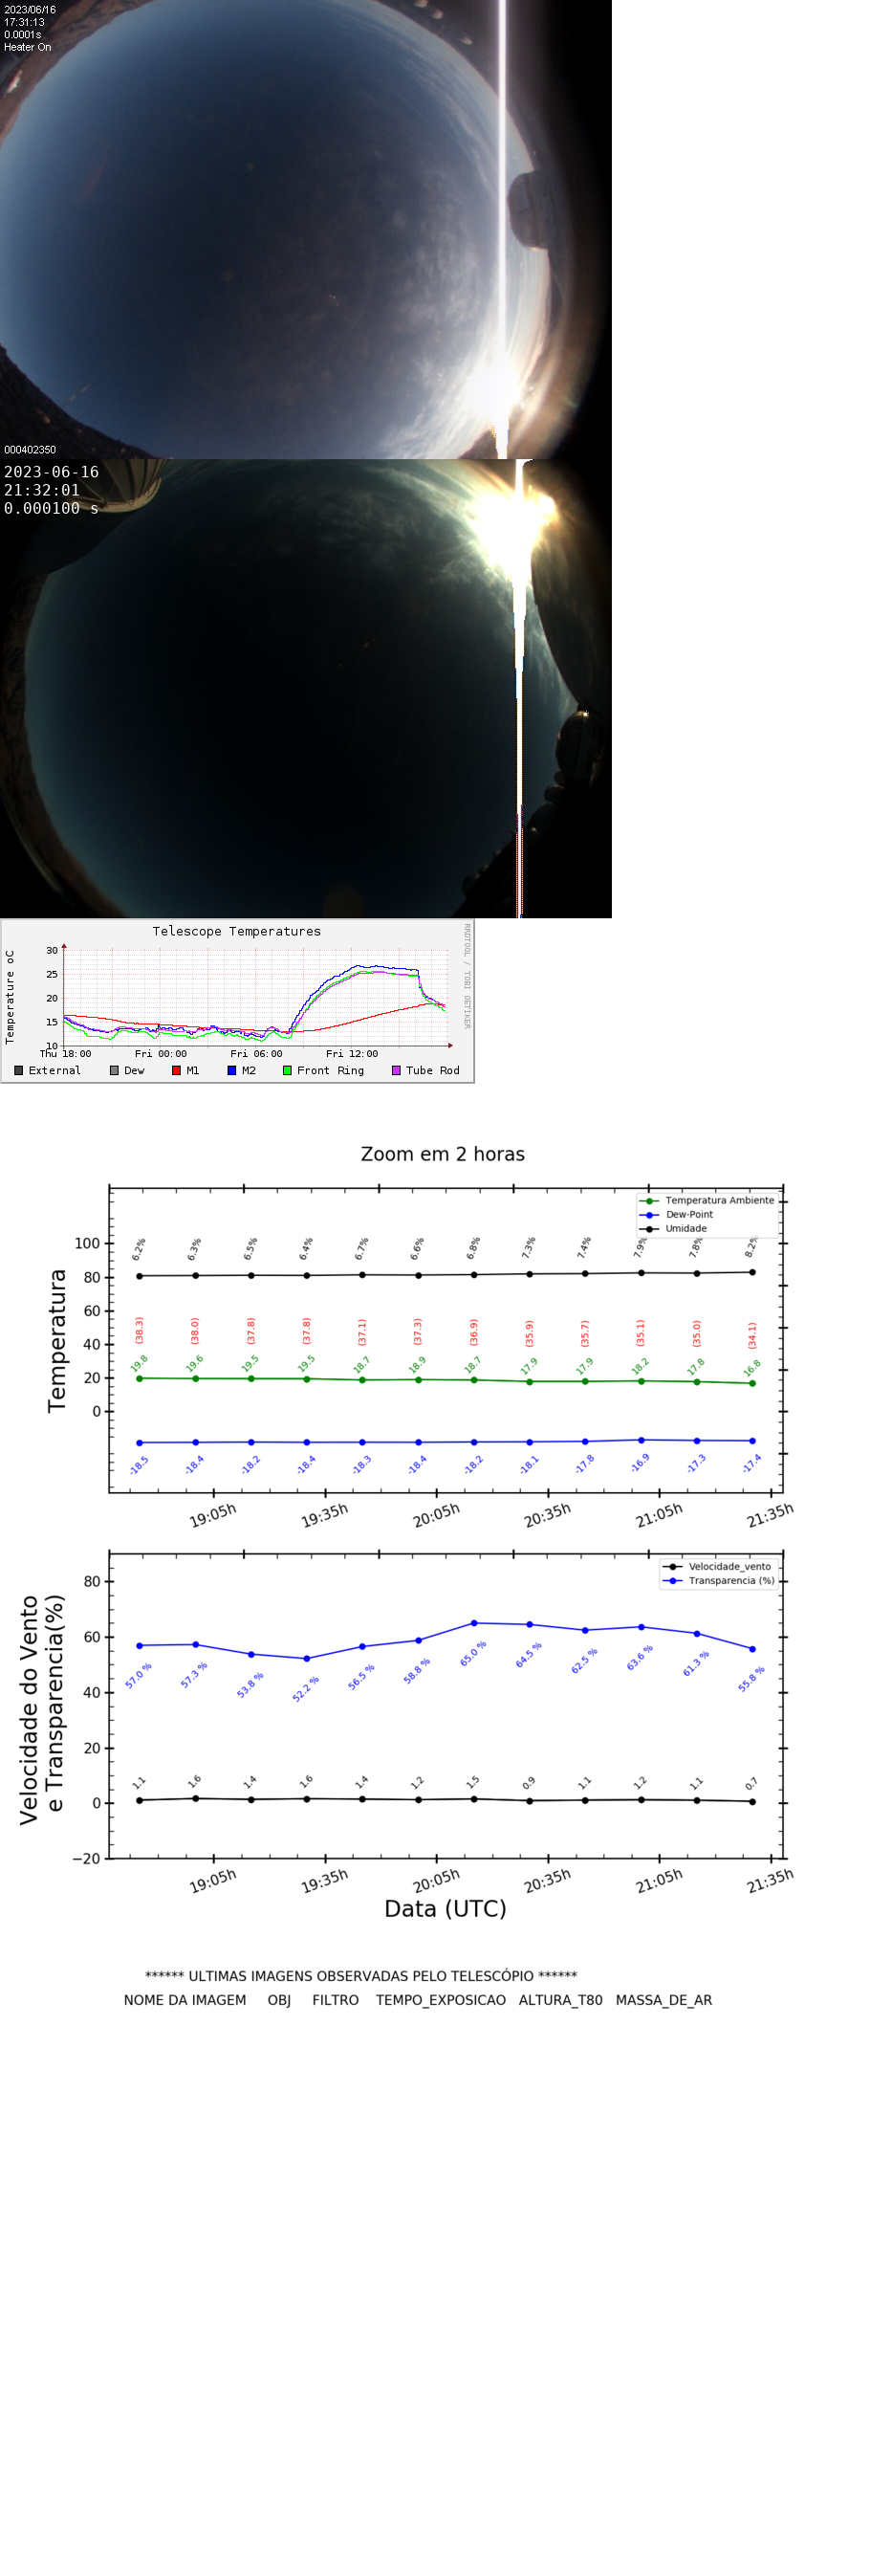 2023/06/16
17:31:13
0.0001s
Heater On
000402350
2023-06-16
21:32:01
0.000100 s
Telescope Temperatures
RRDTOOL / TOBI OETIKER
Temperature oC
30
25
20
15
10
Thu 18:00 Fri 00:00 Fri 06:00 Fri 12:00
External Dew M1 M2 Front Ring Tube Rod
Zoom em 2 horas
Temperatura Ambiente
Dew-Point
Umidade
Temperatura
100
80
60
40
20
0
6.2% 6.3% 6.5% 6.4% 6.7% 6.6% 6.8% 7.3% 7.4% 7.9% 7.8% 8.2%
(38.3) (38.0) (37.8) (37.8) (37.1) (37.3) (36.9) (35.9) (35.7) (35.1) (35.0) (34.1)
19.8 19.6 19.5 19.5 18.7 18.9 18.7 17.9 17.9 18.2 17.8 16.8
-18.5 -18.4 -18.2 -18.4 -18.3 -18.4 -18.2 -18.1 -17.8 -16.9 -17.3 -17.4
19:05h 19:35h 20:05h 20:35h 21:05h 21:35h
Velocidade_vento
Transparencia (%)
Velocidade do Vento
e Transparencia(%)
80
60
40
20
0
−20
57.0 % 57.3 % 53.8 % 52.2 % 56.5 % 58.8 % 65.0 % 64.5 % 62.5 % 63.6 % 61.3 % 55.8 %
1.1 1.6 1.4 1.6 1.4 1.2 1.5 0.9 1.1 1.2 1.1 0.7
19:05h 19:35h 20:05h 20:35h 21:05h 21:35h
Data (UTC)
****** ULTIMAS IMAGENS OBSERVADAS PELO TELESCÓPIO ******
NOME DA IMAGEM OBJ FILTRO TEMPO_EXPOSICAO ALTURA_T80 MASSA_DE_AR